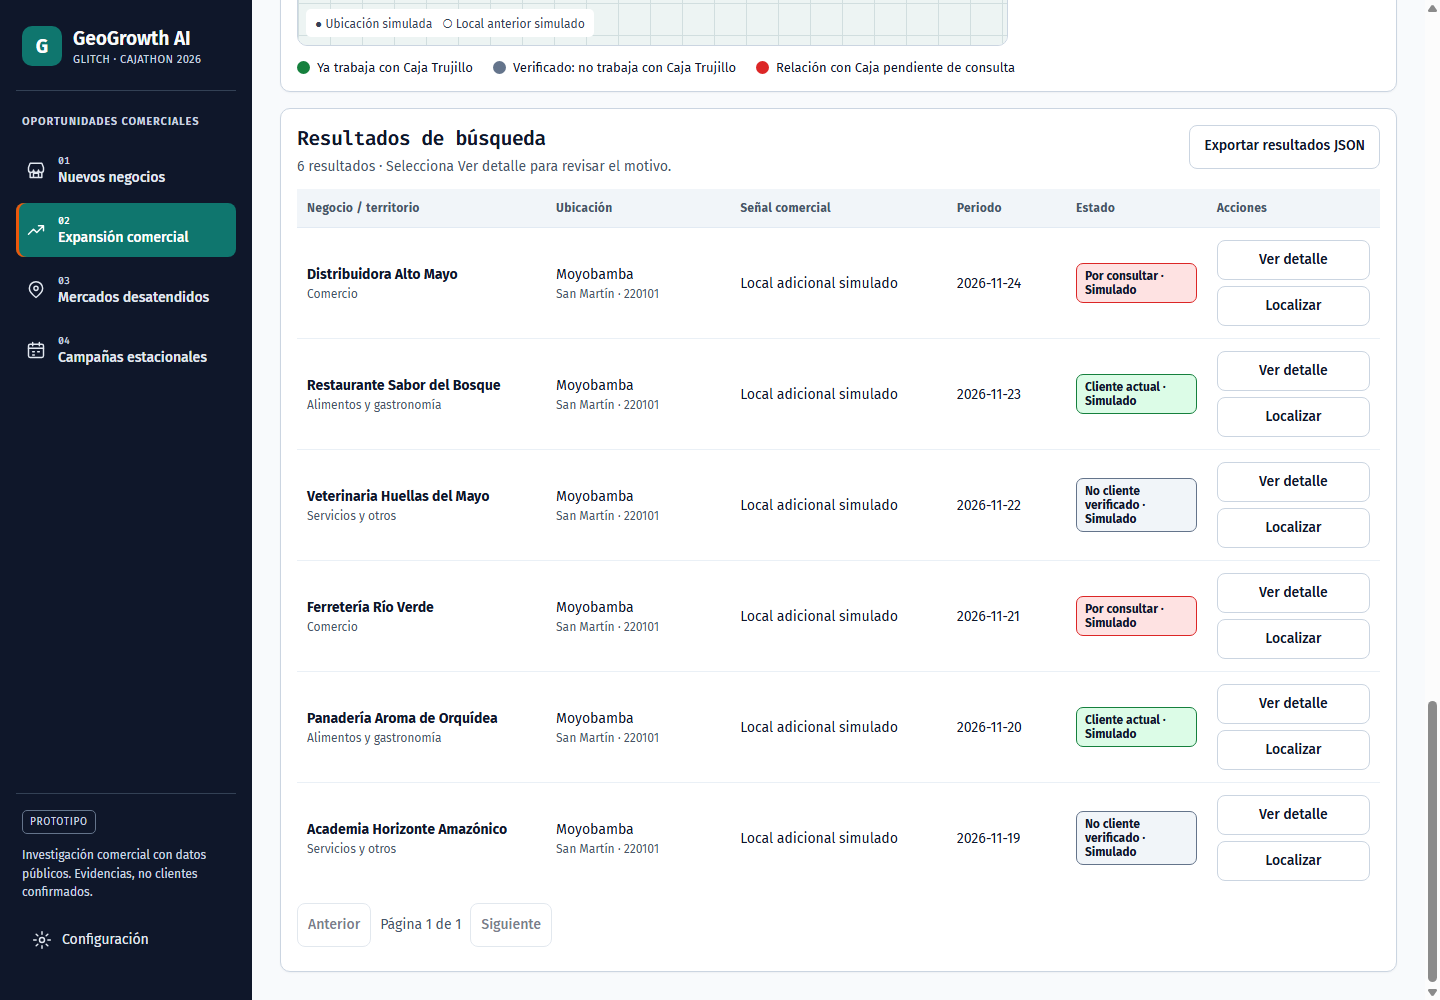 G
GeoGrowth AI
GLITCH · CAJATHON 2026
OPORTUNIDADES COMERCIALES
01
Nuevos negocios
02
Expansión comercial
03
Mercados desatendidos
04
Campañas estacionales
PROTOTIPO
Investigación comercial con datos
públicos. Evidencias, no clientes
confirmados.
Configuración
● Ubicación simulada ○ Local anterior simulado
Ya trabaja con Caja Trujillo Verificado: no trabaja con Caja Trujillo Relación con Caja pendiente de consulta
Resultados de búsqueda
6 resultados · Selecciona Ver detalle para revisar el motivo.
Exportar resultados JSON
Negocio / territorio Ubicación Señal comercial Periodo Estado Acciones
Distribuidora Alto Mayo
Comercio
Moyobamba
San Martín · 220101
Local adicional simulado
2026-11-24
Por consultar ·
Simulado
Ver detalle
Localizar
Restaurante Sabor del Bosque
Alimentos y gastronomía
Moyobamba
San Martín · 220101
Local adicional simulado
2026-11-23
Cliente actual ·
Simulado
Ver detalle
Localizar
Veterinaria Huellas del Mayo
Servicios y otros
Moyobamba
San Martín · 220101
Local adicional simulado
2026-11-22
No cliente
verificado ·
Simulado
Ver detalle
Localizar
Ferretería Río Verde
Comercio
Moyobamba
San Martín · 220101
Local adicional simulado
2026-11-21
Por consultar ·
Simulado
Ver detalle
Localizar
Panadería Aroma de Orquídea
Alimentos y gastronomía
Moyobamba
San Martín · 220101
Local adicional simulado
2026-11-20
Cliente actual ·
Simulado
Ver detalle
Localizar
Academia Horizonte Amazónico
Servicios y otros
Moyobamba
San Martín · 220101
Local adicional simulado
2026-11-19
No cliente
verificado ·
Simulado
Ver detalle
Localizar
Anterior Página 1 de 1 Siguiente